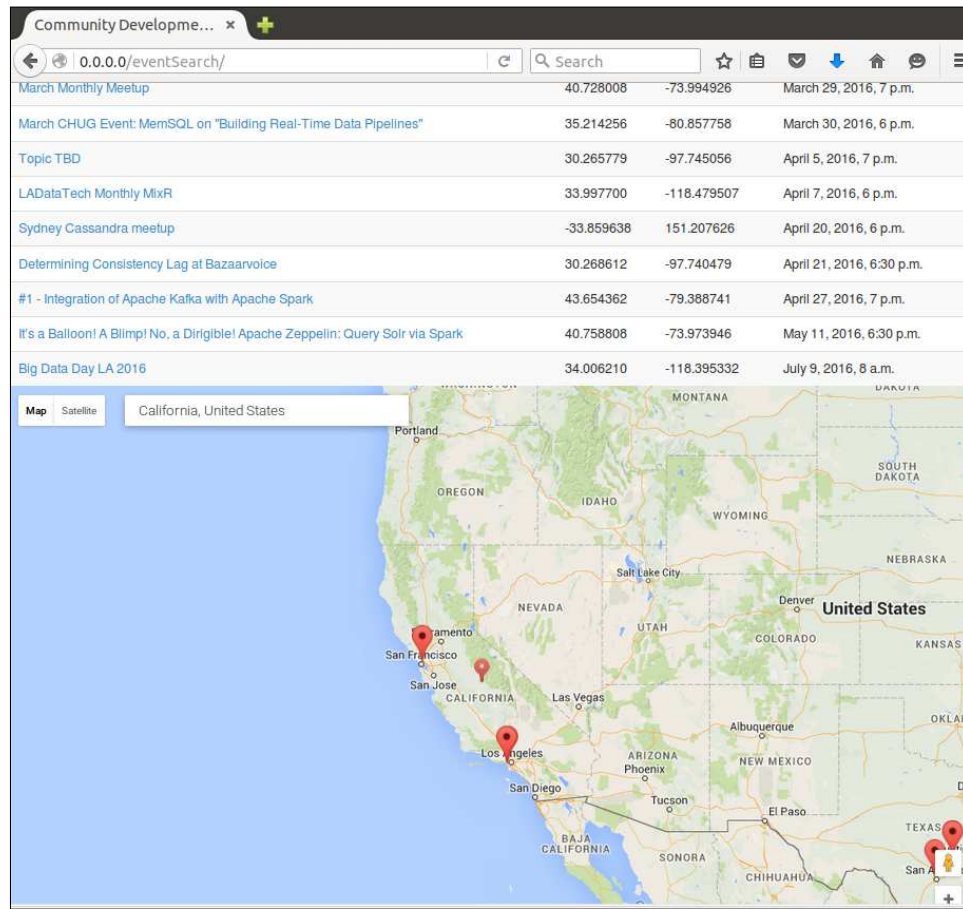 Community Developme... ×
0.0.0.0/eventSearch/
Search
March Monthly Meetup 40.728008 -73.994926 March 29, 2016, 7 p.m.
March CHUG Event: MemSQL on "Building Real-Time Data Pipelines" 35.214256 -80.857758 March 30, 2016, 6 p.m.
Topic TBD 30.265779 -97.745056 April 5, 2016, 7 p.m.
LADataTech Monthly MixR 33.997700 -118.479507 April 7, 2016, 6 p.m.
Sydney Cassandra meetup -33.859638 151.207626 April 20, 2016, 6 p.m.
Determining Consistency Lag at Bazaarvoice 30.268612 -97.740479 April 21, 2016, 6:30 p.m.
#1 - Integration of Apache Kafka with Apache Spark 43.654362 -79.388741 April 27, 2016, 7 p.m.
It's a Balloon! A Blimp! No, a Dirigible! Apache Zeppelin: Query Solr via Spark 40.758808 -73.973946 May 11, 2016, 6:30 p.m.
Big Data Day LA 2016 34.006210 -118.395332 July 9, 2016, 8 a.m.
Map Satellite California, United States
MONTANA
Portland
SOUTH
DAKOTA
OREGON
IDAHO
WYOMING
NEBRASKA
Salt Lake City
Denver
United States
NEVADA
UTAH
COLORADO
KANSAS
San Francisco
San Jose
CALIFORNIA
Las Vegas
Albuquerque
Los Angeles
ARIZONA
NEW MEXICO
Phoenix
San Diego
Tucson
El Paso
TEXAS
BAJA
CALIFORNIA
SONORA
CHIHUAHUA
San A
+